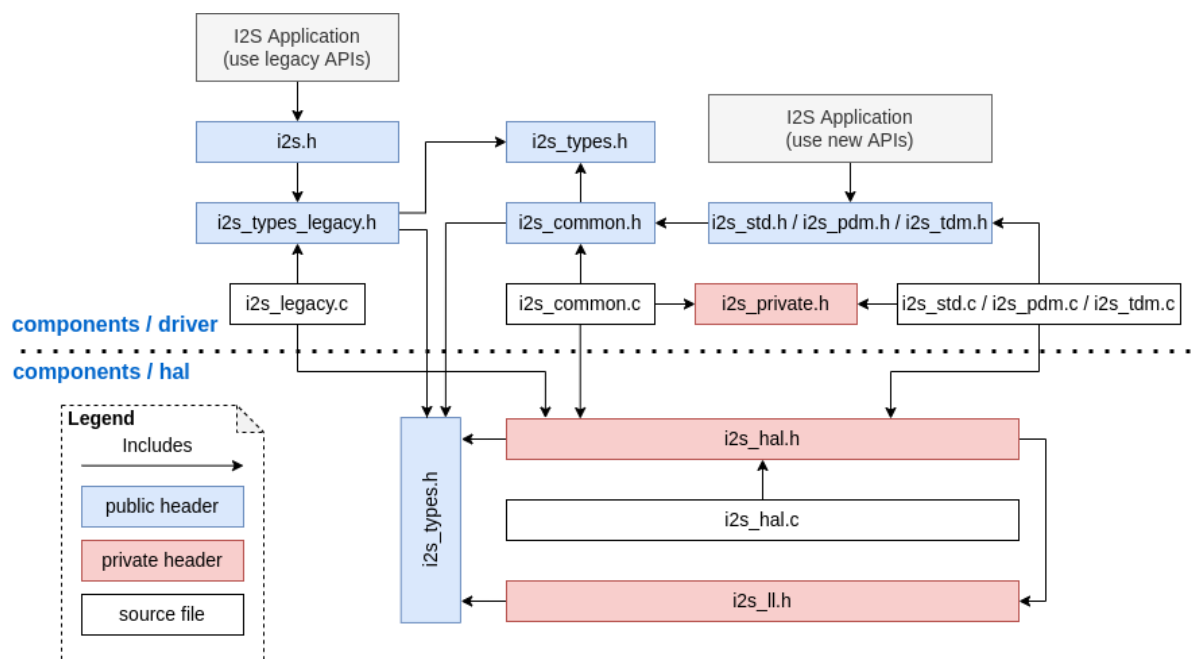 I2S Application
(use legacy APIs)
I2S Application
(use new APIs)
i2s.h
i2s_types.h
i2s_types_legacy.h
i2s_common.h
i2s_std.h / i2s_pdm.h / i2s_tdm.h
i2s_legacy.c
i2s_common.c
i2s_private.h
i2s_std.c / i2s_pdm.c / i2s_tdm.c
components / driver
components / hal
Legend
Includes
public header
private header
source file
i2s_types.h
i2s_hal.h
i2s_hal.c
i2s_ll.h